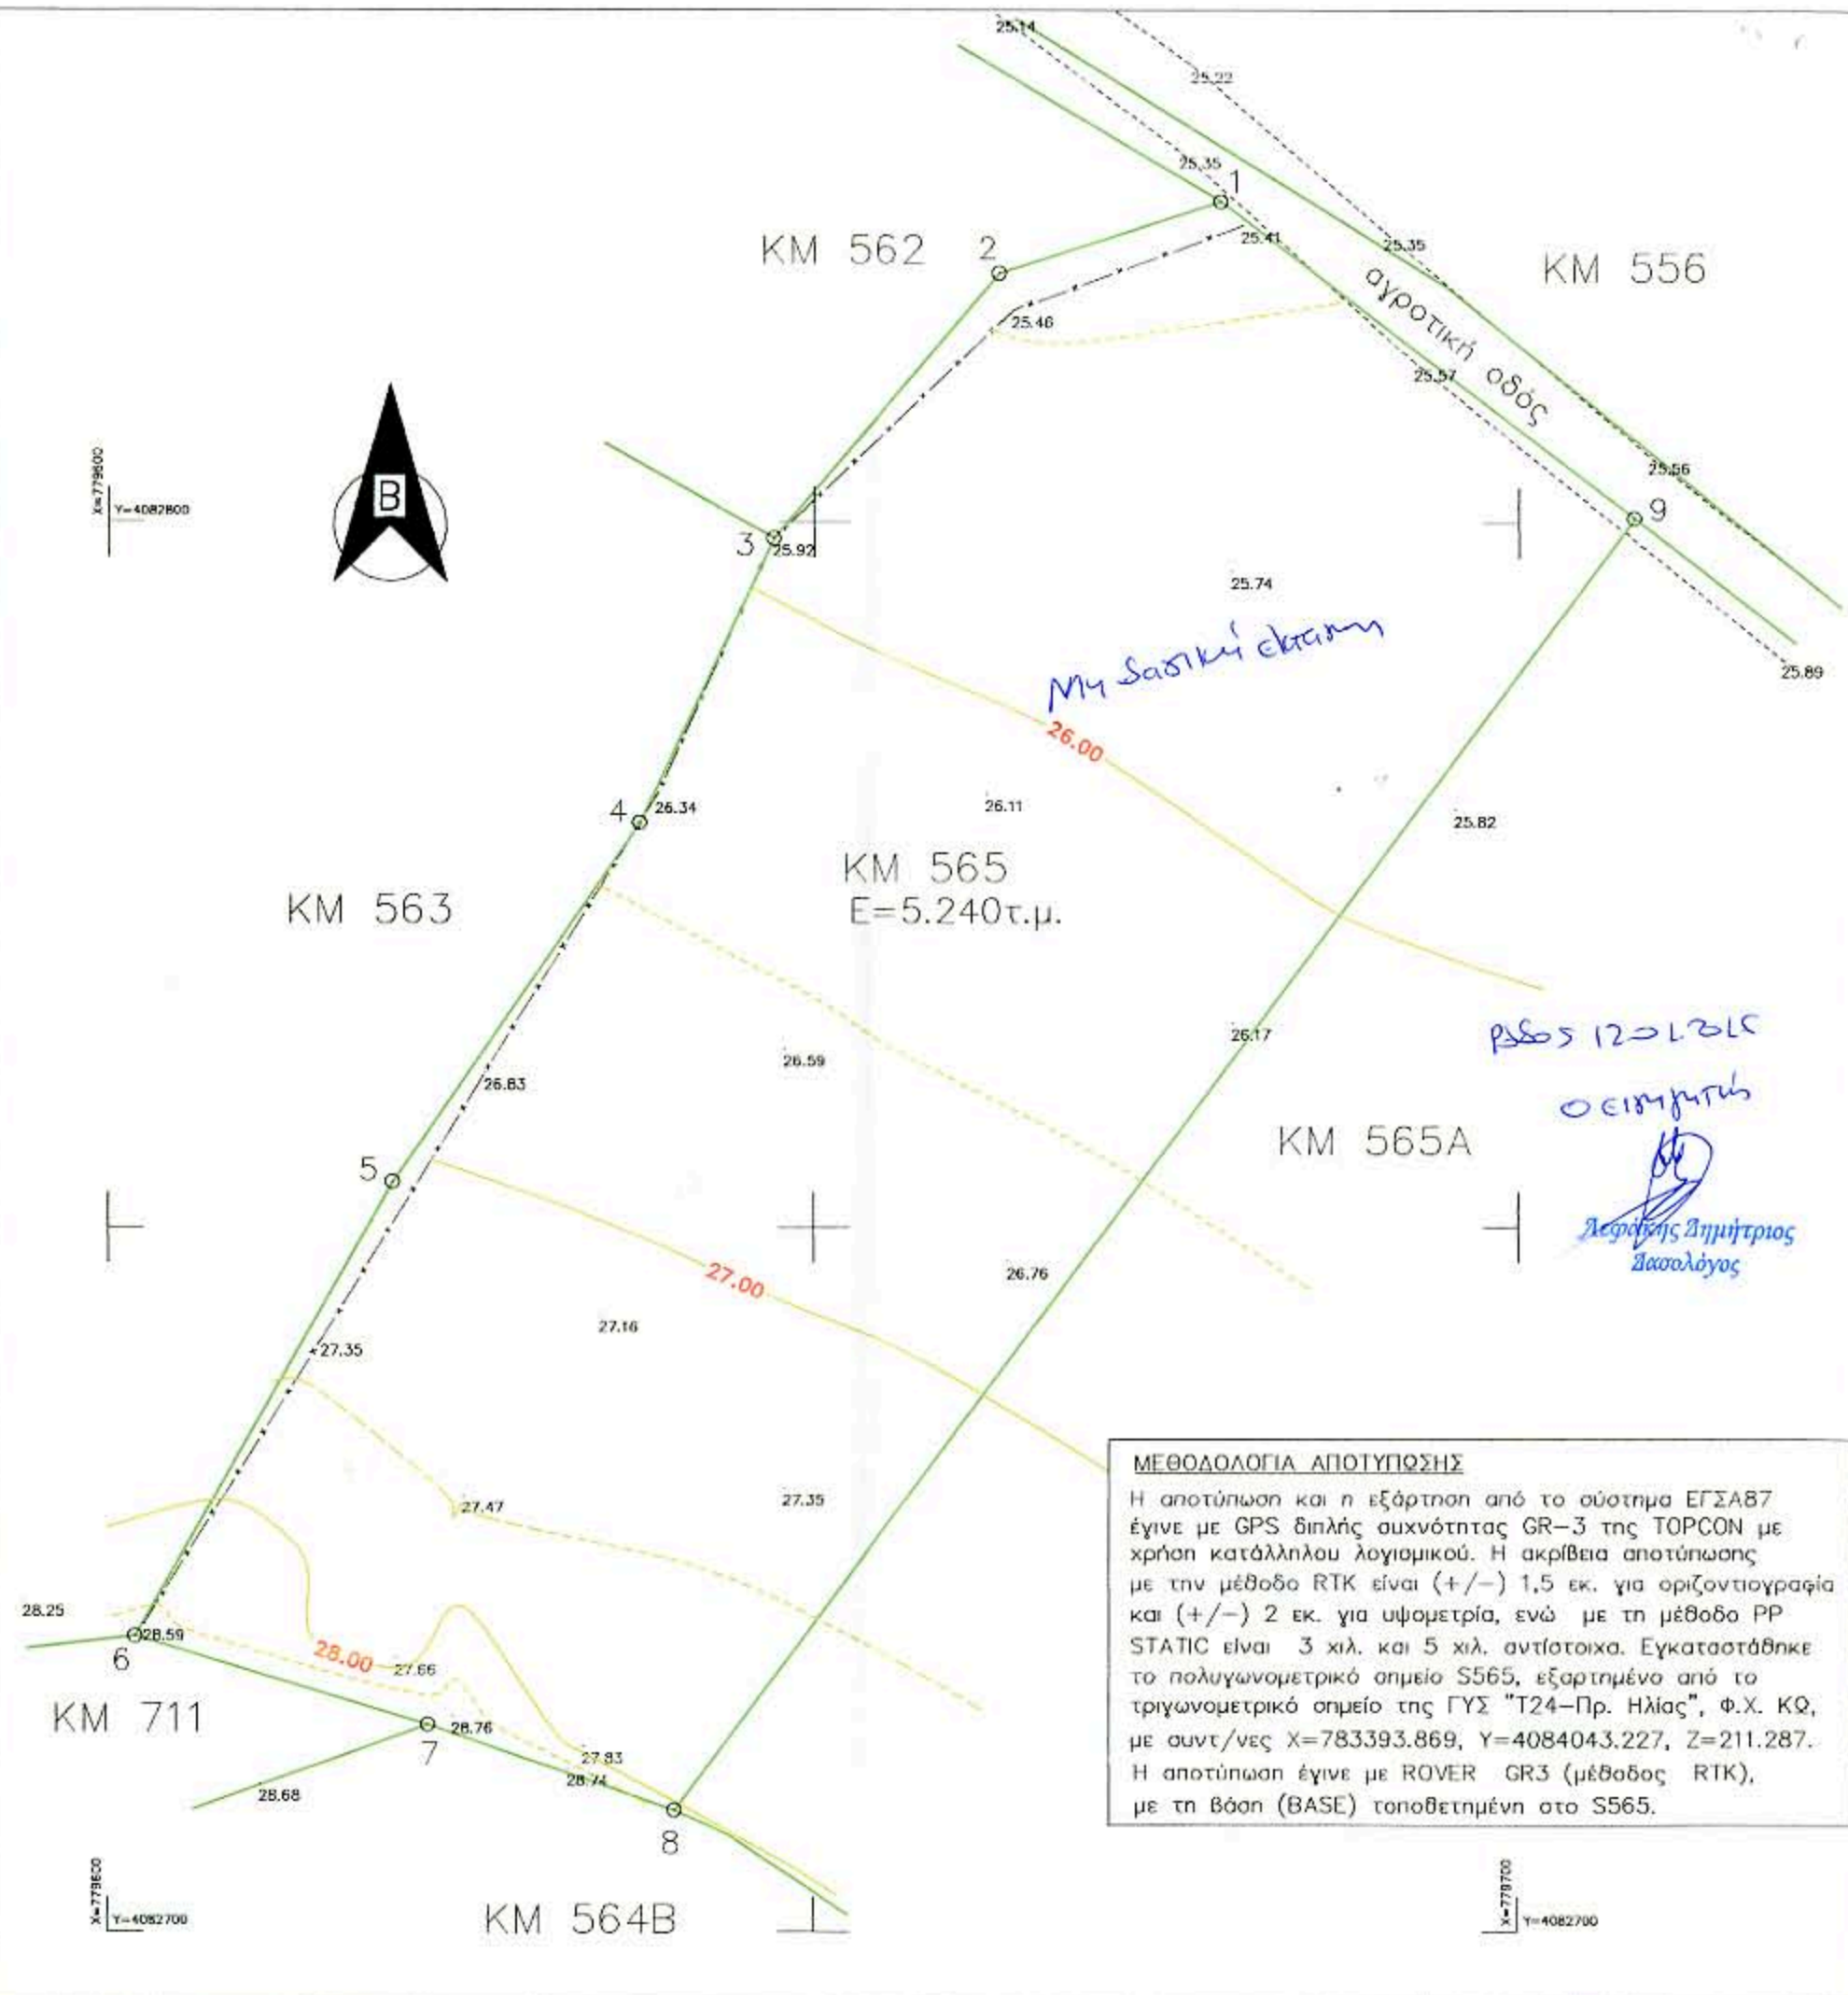 25.14
25.22
25.35
1
25.41
25.35
KM 562
2
KM 556
αγροτική οδός
25.46
25.57
X=779600
Y=4082800
B
25.56
9
3
25.92
25.74
25.89
Μη δασική έκταση
26.00
4
26.34
26.11
25.82
KM 563
KM 565
E=5.240τ.μ.
26.17
26.59
26.83
Ο εισηγητής
KM 565A
5
Δημήτριος
Δασολόγος
27.00
26.76
27.16
27.35
27.47
27.35
28.25
28.59
6
28.00
27.66
KM 711
28.76
7
27.83
28.74
28.68
8
ΜΕΘΟΔΟΛΟΓΙΑ ΑΠΟΤΥΠΩΣΗΣ
Η αποτύπωση και η εξάρτηση από το σύστημα ΕΓΣΑ87
έγινε με GPS διπλής συχνότητας GR-3 της TOPCON με
χρήση κατάλληλου λογισμικού. Η ακρίβεια αποτύπωσης
με την μέθοδο RTK είναι (+/-) 1,5 εκ. για οριζοντιογραφία
και (+/-) 2 εκ. για υψομετρία, ενώ με τη μέθοδο PP
STATIC είναι 3 χιλ. και 5 χιλ. αντίστοιχα. Εγκαταστάθηκε
το πολυγωνομετρικό σημείο S565, εξαρτημένο από το
τριγωνομετρικό σημείο της ΓΥΣ "T24-Πρ. Ηλίας", Φ.Χ. ΚΩ,
με συντ/νες X=783393.869, Y=4084043.227, Z=211.287.
Η αποτύπωση έγινε με ROVER GR3 (μέθοδος RTK),
με τη βάση (BASE) τοποθετημένη στο S565.
X=779600
Y=4082700
KM 564B
X=779700
Y=4082700